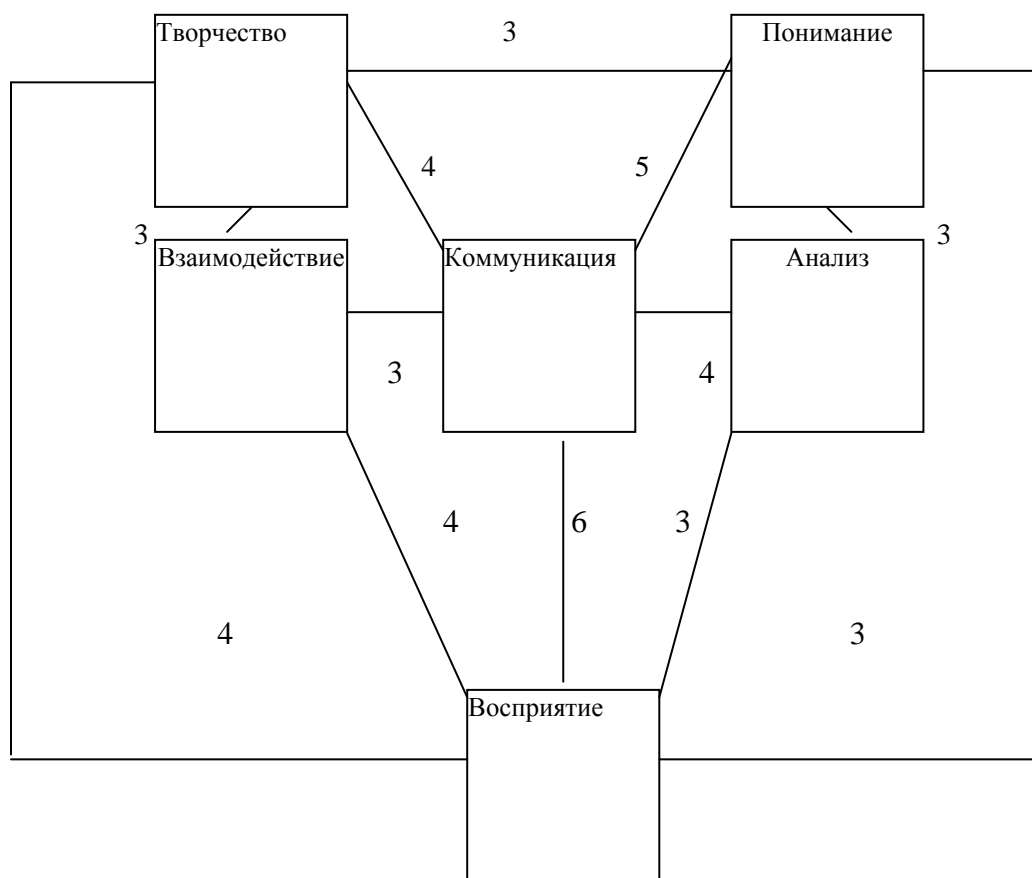 Творчество
3
Понимание
4
5
3
3
Взаимодействие
Коммуникация
Анализ
3
4
4
6
3
4
3
Восприятие